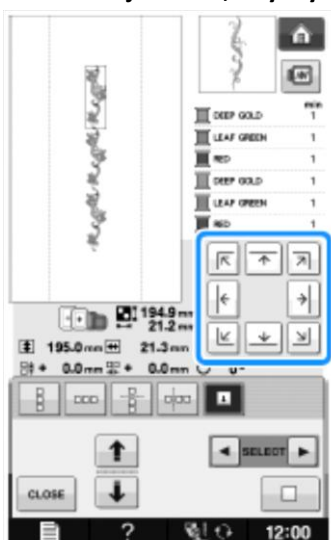 min
DEEP GOLD 1
LEAF GREEN 1
RED 1
DEEP GOLD 1
LEAF GREEN 1
RED 1
194.9 mm
21.2 mm
195.0 mm 21.3 mm
+ 0.0 mm + 0.0 mm
SELECT
CLOSE
? 12:00